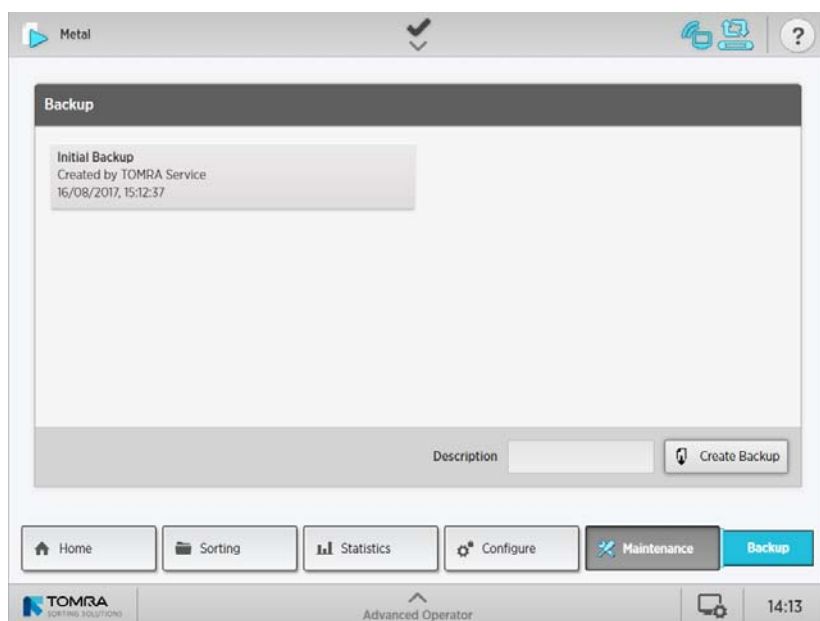 Metal
?
Backup
Initial Backup
Created by TOMRA Service
16/08/2017, 15:12:37
Description
Create Backup
Home
Sorting
Statistics
Configure
Maintenance
Backup
TOMRA
SORTING SOLUTIONS
Advanced Operator
14:13